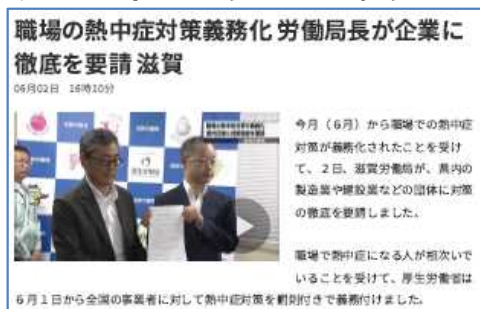 職場の熱中症対策義務化 労働局長が企業に
徹底を要請 滋賀
06月02日 16時10分
今月（6月）から職場での熱中症
対策が義務化されたことを受け
て、2日、滋賀労働局が、県内の
製造業や建設業などの団体に対策
の徹底を要請しました。
職場で熱中症になる人が相次いで
いることを受けて、厚生労働省は
6月1日から全国の事業者に対して熱中症対策を罰則付きで義務付けました。